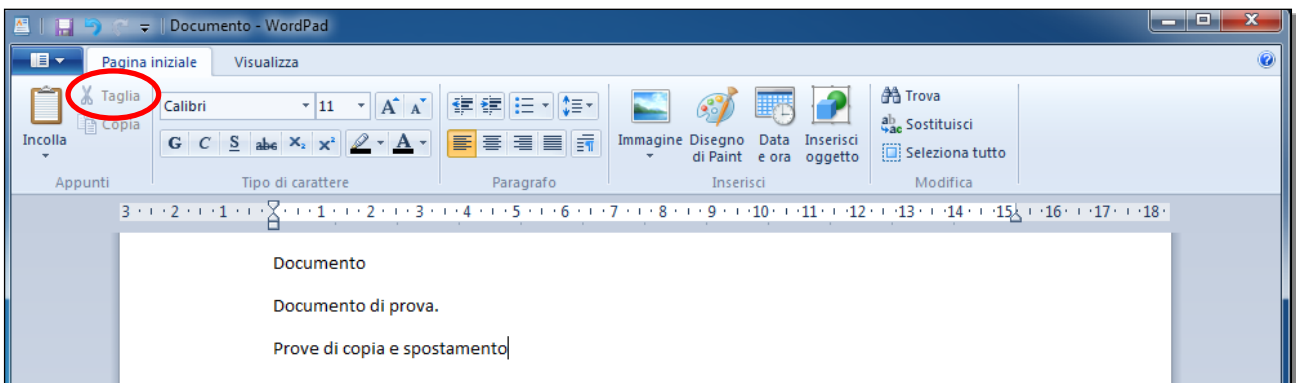 Documento - WordPad
Pagina iniziale Visualizza
Taglia
Copia
Incolla
Calibri 11
G C S abc X₂ x² A
Immagine Disegno di Paint Data e ora Inserisci oggetto
Trova
Sostituisci
Seleziona tutto
Appunti Tipo di carattere Paragrafo Inserisci Modifica
3 2 1 1 2 3 4 5 6 7 8 9 10 11 12 13 14 15 16 17 18
Documento
Documento di prova.
Prove di copia e spostamento